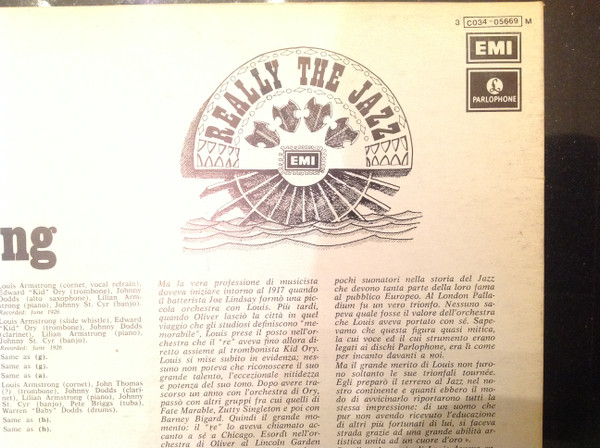 3 C034-05669 M
EMI
PARLOPHONE
REALLY THE JAZZ
EMI
ng
Louis Armstrong (cornet, vocal refrain),
Edward "Kid" Ory (trombone), Johnny
Dodds (alto saxophone), Lilian Arm-
strong (piano), Johnny St. Cyr (banjo).
Recorded: June 1926
Louis Armstrong (slide whistle), Edward
"Kid" Ory (trombone), Johnny Dodds
(clarinet), Lilian Armstrong (piano),
Johnny St. Cyr (banjo).
Recorded: June 1926
Same as (g).
Same as (g).
Same as (a).
Louis Armstrong (cornet), John Thomas
(?) (trombone), Johnny Dodds (clari-
net), Lilian Armstrong (piano), Johnny
St. Cyr (banjo), Pete Briggs (tuba),
Warren "Baby" Dodds (drums).
Same as (h).
Same as (h).
Ma la vera professione di musicista
doveva iniziare intorno al 1917 quando
il batterista Joe Lindsay formò una pic-
cola orchestra con Louis. Più tardi,
quando Oliver lasciò la città in quel
viaggio che gli studiosi definiscono "me-
morabile", Louis prese il posto nell'or-
chestra che il "re" aveva fino allora di-
retto assieme al trombonista Kid Ory.
Louis si mise subito in evidenza; nes-
suno non poteva che riconoscere il suo
grande talento, l'eccezionale nitidezza
e potenza del suo tono. Dopo avere tra-
scorso un anno con l'orchestra di Ory,
passò con altri gruppi fra cui quelli di
Fate Marable, Zutty Singleton e poi con
Barney Bigard. Quindi il grande mo-
mento: il "re" lo aveva chiamato ac-
canto a sé a Chicago. Esordì nell'or-
chestra di Oliver al Lincoln Garden
pochi suonatori nella storia del Jazz
che devono tanta parte della loro fama
al pubblico Europeo. Al London Palla-
dium fu un vero trionfo. Nessuno sa-
peva quale fosse il valore dell'orchestra
che Louis aveva portato con sé. Sape-
vamo che questa figura quasi mitica,
la cui voce ed il cui strumento erano
legati ai dischi Parlophone, era lì come
per incanto davanti a noi.
Ma il grande merito di Louis non furo-
no soltanto le sue trionfali tournée.
Egli preparò il terreno al Jazz nel no-
stro continente e quanti ebbero il mo-
do di avvicinarlo riportarono tutti la
stessa impressione: di un uomo che
pur non avendo ricevuto l'educazione
di altri più fortunati di lui, si faceva
strada grazie ad una grande abilità ar-
tistica unita ad un cuore d'oro ».